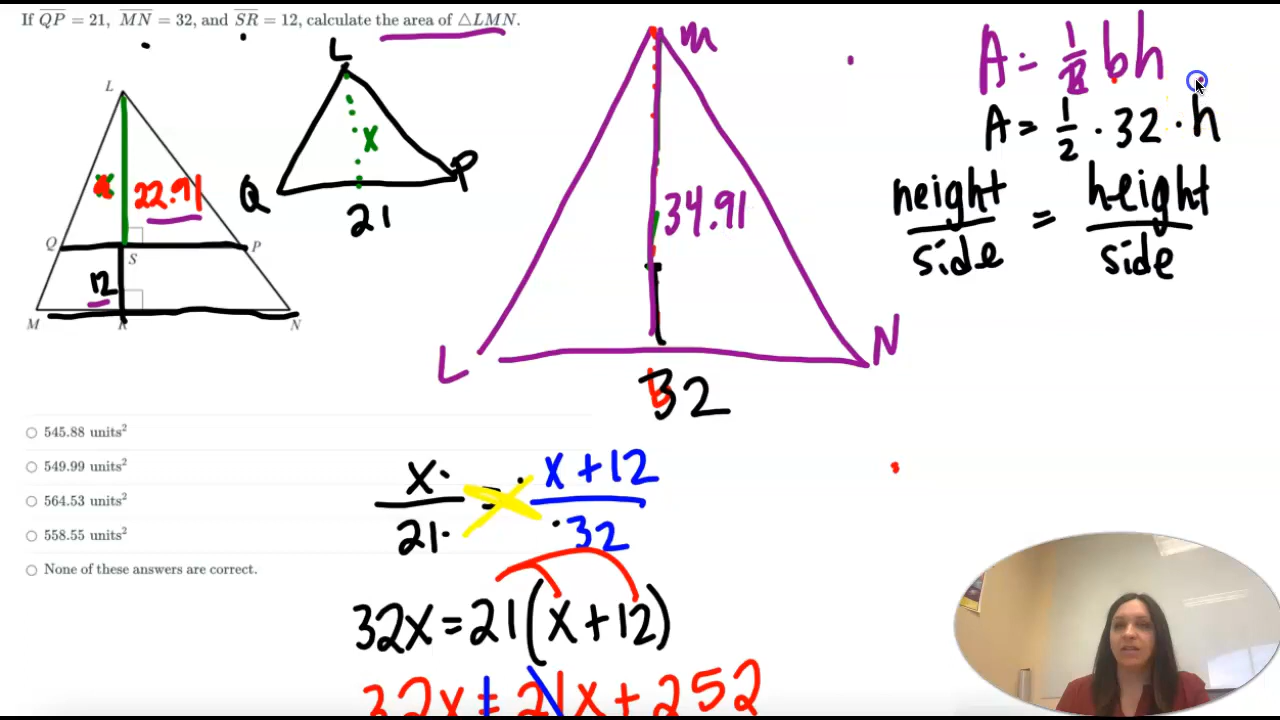 If QP = 21, MN = 32, and SR = 12, calculate the area of △LMN.
L
Q
P
S
M
R
N
x
22.91
12
L
x
Q
P
21
M
34.91
L
N
32
A = 1/2 bh
A = 1/2 · 32 · h
height/side = height/side
545.88 units²
549.99 units²
564.53 units²
558.55 units²
None of these answers are correct.
x/21 = x+12/32
32x = 21(x+12)
32x = 21x + 252